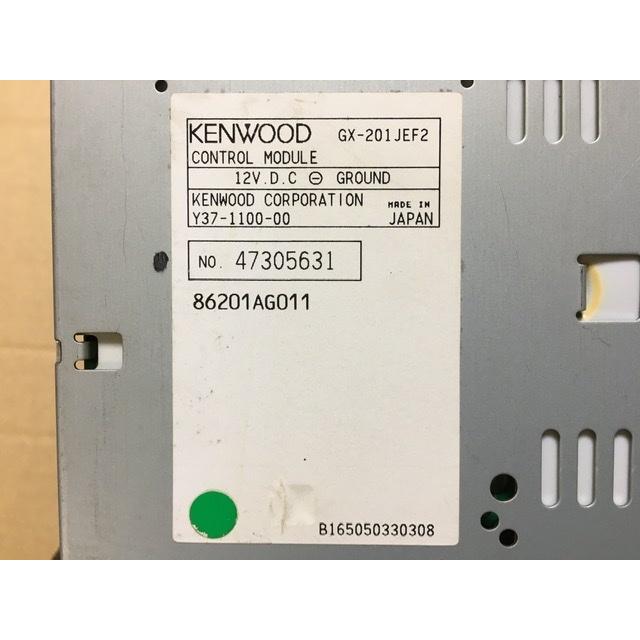 KENWOOD GX-201JEF2
CONTROL MODULE
12V.D.C ⊖ GROUND
KENWOOD CORPORATION MADE IN
Y37-1100-00 JAPAN
NO. 47305631
86201AG011
B165050330308